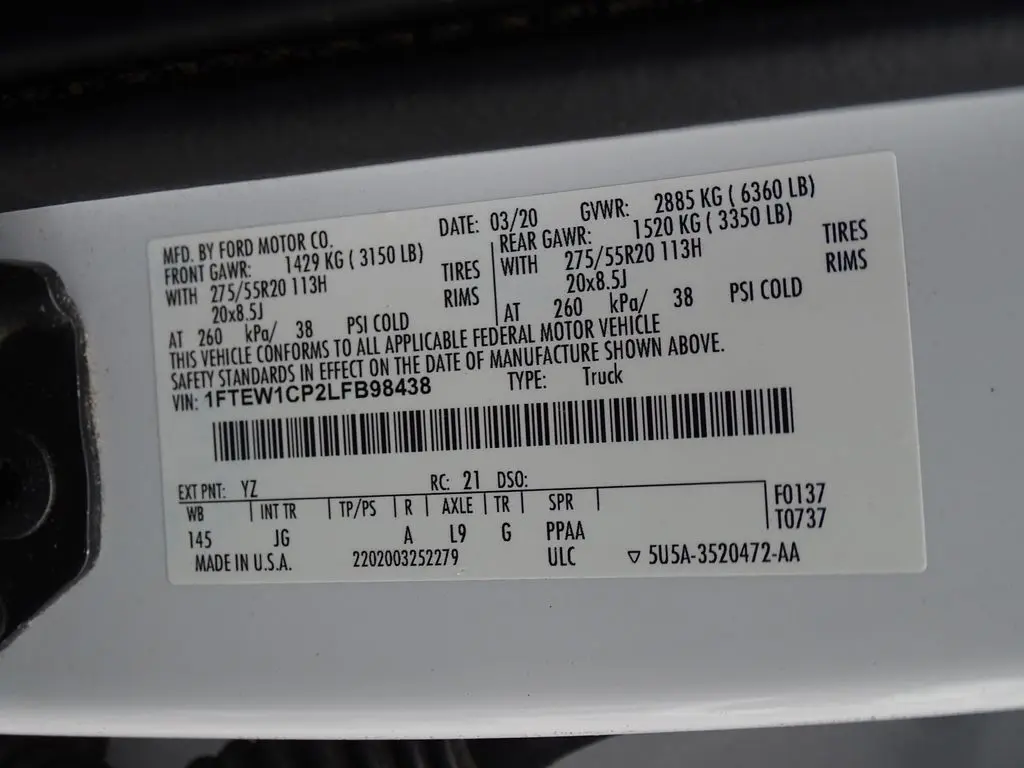 MFD. BY FORD MOTOR CO. DATE: 03/20 GVWR: 2885 KG ( 6360 LB)
FRONT GAWR: 1429 KG ( 3150 LB) REAR GAWR: 1520 KG ( 3350 LB)
WITH 275/55R20 113H TIRES WITH 275/55R20 113H TIRES
20x8.5J RIMS 20x8.5J RIMS
AT 260 kPa/ 38 PSI COLD AT 260 kPa/ 38 PSI COLD
THIS VEHICLE CONFORMS TO ALL APPLICABLE FEDERAL MOTOR VEHICLE
SAFETY STANDARDS IN EFFECT ON THE DATE OF MANUFACTURE SHOWN ABOVE.
VIN: 1FTEW1CP2LFB98438 TYPE: Truck
EXT PNT: YZ RC: 21 DSO:
WB INT TR TP/PS R AXLE TR SPR F0137
145 JG A L9 G PPAA T0737
MADE IN U.S.A. 2202003252279 ULC ▽ 5U5A-3520472-AA